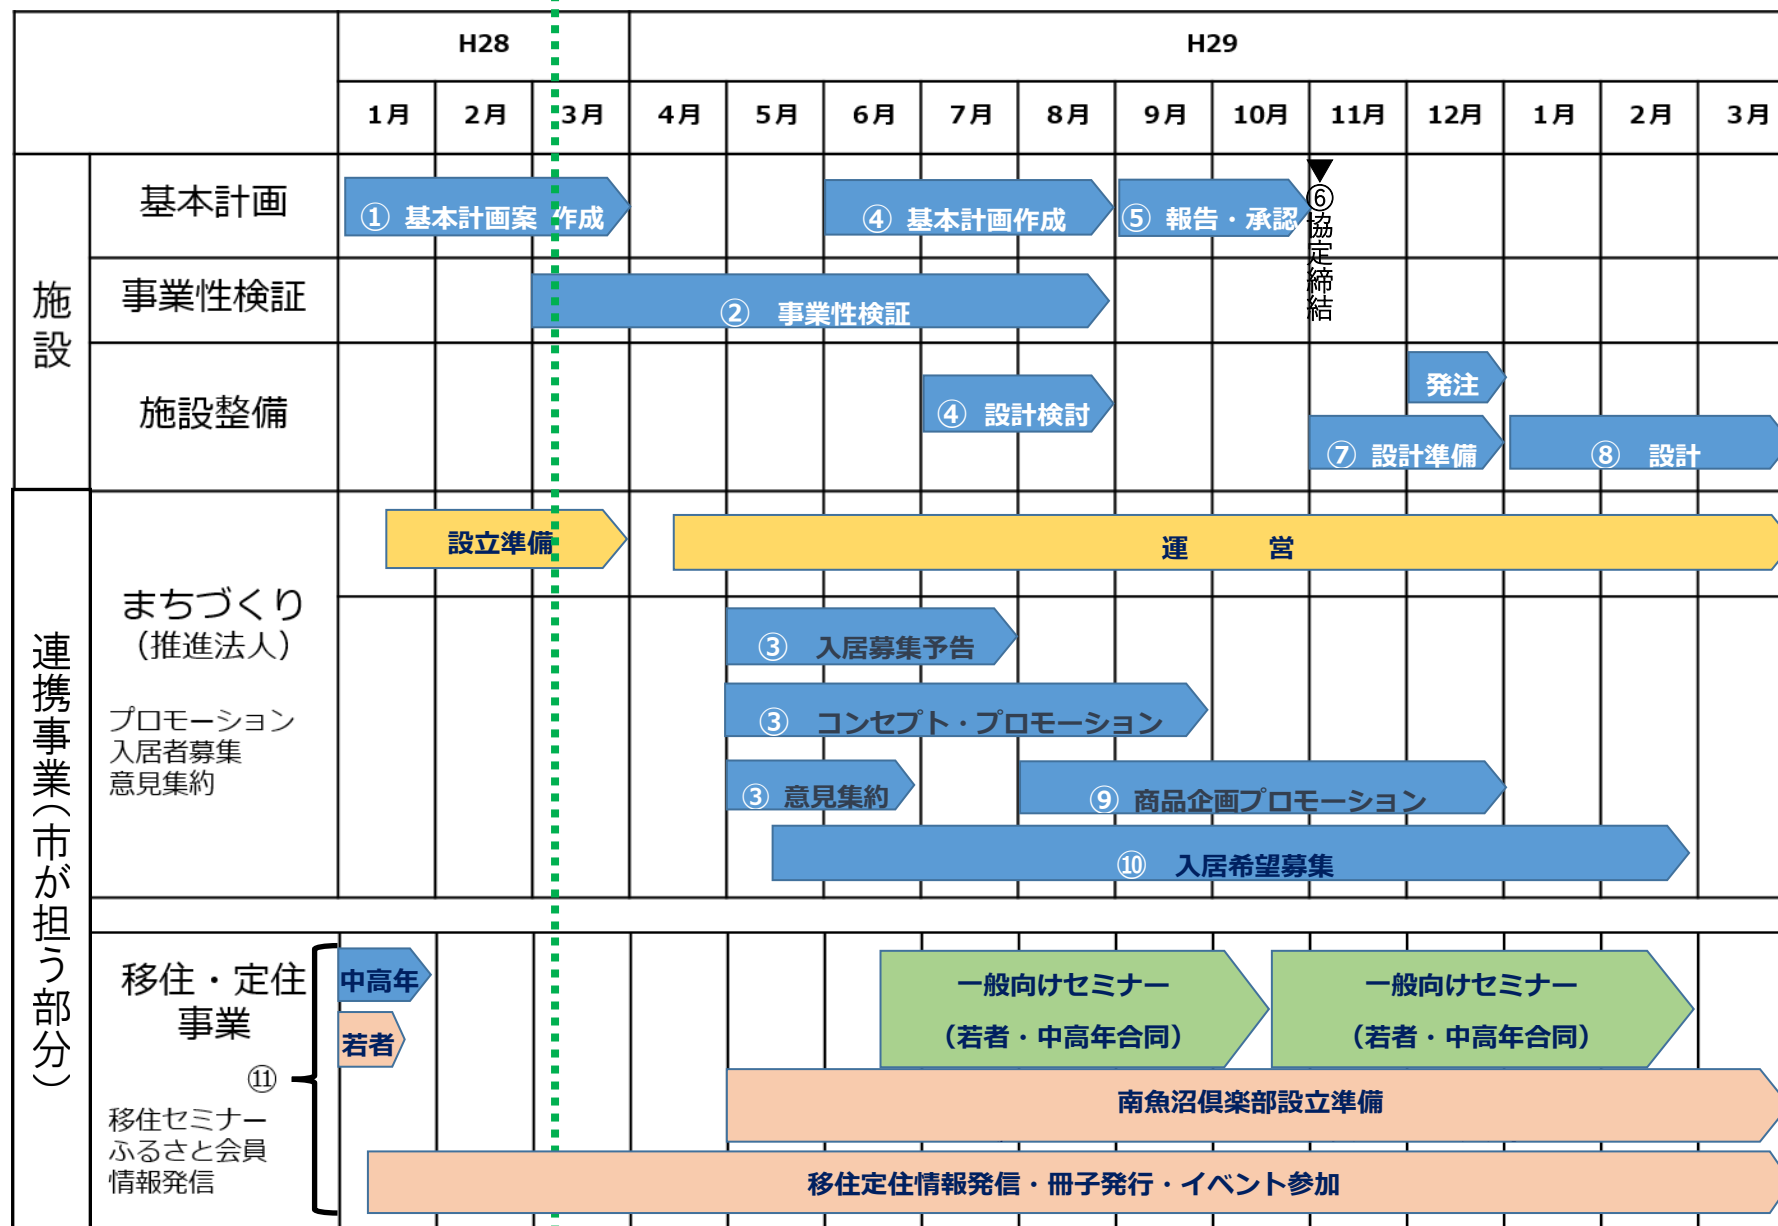 H28
H29
1月
2月
3月
4月
5月
6月
7月
8月
9月
10月
11月
12月
1月
2月
3月
施設
基本計画
① 基本計画案 作成
④ 基本計画作成
⑤ 報告・承認
▼
⑥協定締結
事業性検証
② 事業性検証
施設整備
④ 設計検討
発注
⑦ 設計準備
⑧ 設計
連携事業（市が担う部分）
まちづくり
（推進法人）
プロモーション
入居者募集
意見集約
設立準備
運 営
③ 入居募集予告
③ コンセプト・プロモーション
③ 意見集約
⑨ 商品企画プロモーション
⑩ 入居希望募集
移住・定住
事業
⑪
移住セミナー
ふるさと会員
情報発信
中高年
若者
一般向けセミナー
（若者・中高年合同）
一般向けセミナー
（若者・中高年合同）
南魚沼倶楽部設立準備
移住定住情報発信・冊子発行・イベント参加